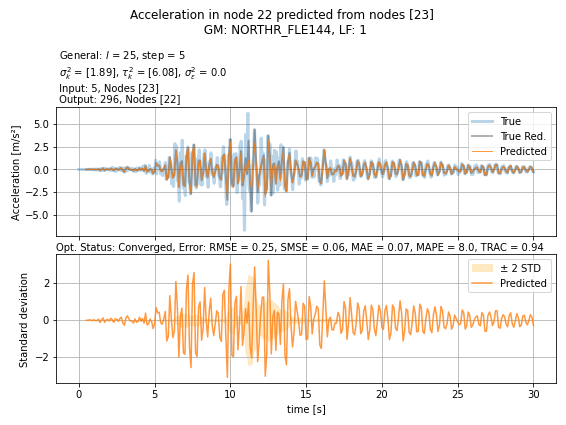 Acceleration in node 22 predicted from nodes [23]
GM: NORTHR_FLE144, LF: 1
General: l = 25, step = 5
σ²ₖ = [1.89], τ²ₖ = [6.08], σ²ε = 0.0
Input: 5, Nodes [23]
Output: 296, Nodes [22]
Acceleration [m/s²]
5.0
2.5
0.0
−2.5
−5.0
True
True Red.
Predicted
Opt. Status: Converged, Error: RMSE = 0.25, SMSE = 0.06, MAE = 0.07, MAPE = 8.0, TRAC = 0.94
Standard deviation
2
0
−2
± 2 STD
Predicted
0 5 10 15 20 25 30
time [s]